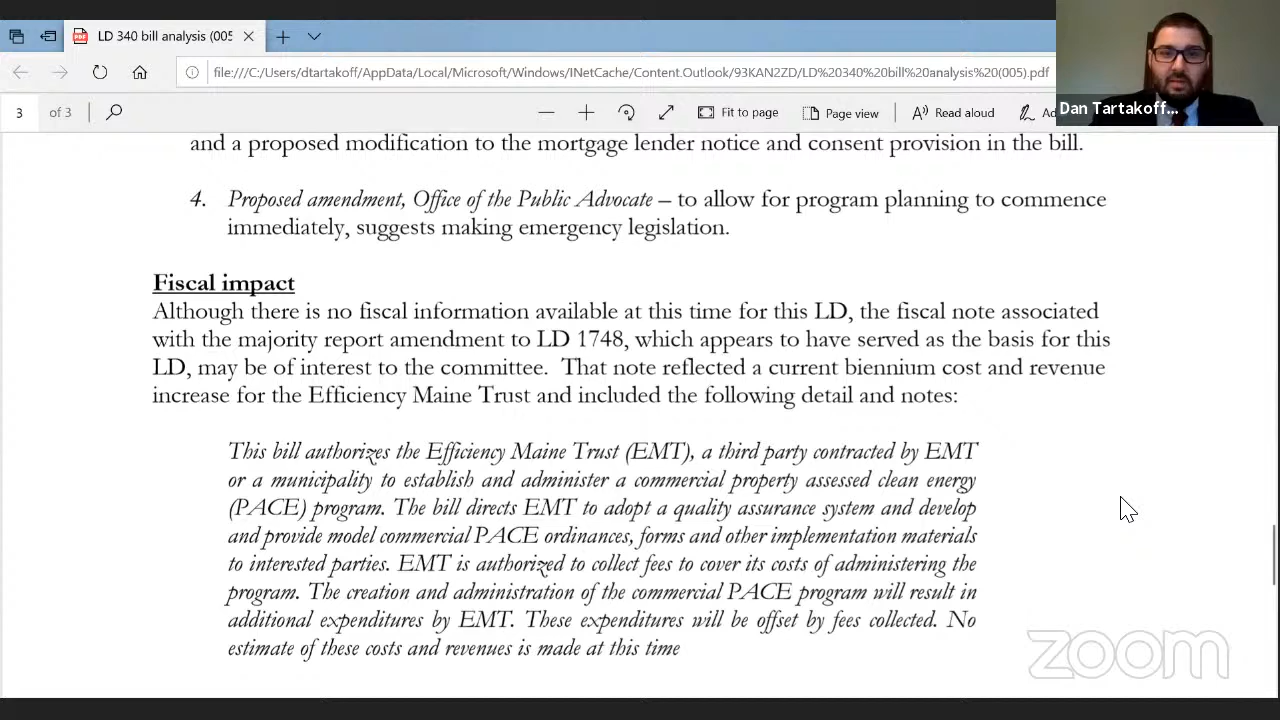 LD 340 bill analysis (005
file:///C:/Users/dtartakoff/AppData/Local/Microsoft/Windows/INetCache/Content.Outlook/93KAN2ZD/LD%20340%20bill%20analysis%20(005).pdf
3 of 3
Fit to page
Page view
Read aloud
Dan Tartakoff...
and a proposed modification to the mortgage lender notice and consent provision in the bill.
4. Proposed amendment, Office of the Public Advocate – to allow for program planning to commence
immediately, suggests making emergency legislation.
Fiscal impact
Although there is no fiscal information available at this time for this LD, the fiscal note associated
with the majority report amendment to LD 1748, which appears to have served as the basis for this
LD, may be of interest to the committee. That note reflected a current biennium cost and revenue
increase for the Efficiency Maine Trust and included the following detail and notes:
This bill authorizes the Efficiency Maine Trust (EMT), a third party contracted by EMT
or a municipality to establish and administer a commercial property assessed clean energy
(PACE) program. The bill directs EMT to adopt a quality assurance system and develop
and provide model commercial PACE ordinances, forms and other implementation materials
to interested parties. EMT is authorized to collect fees to cover its costs of administering the
program. The creation and administration of the commercial PACE program will result in
additional expenditures by EMT. These expenditures will be offset by fees collected. No
estimate of these costs and revenues is made at this time
zoom